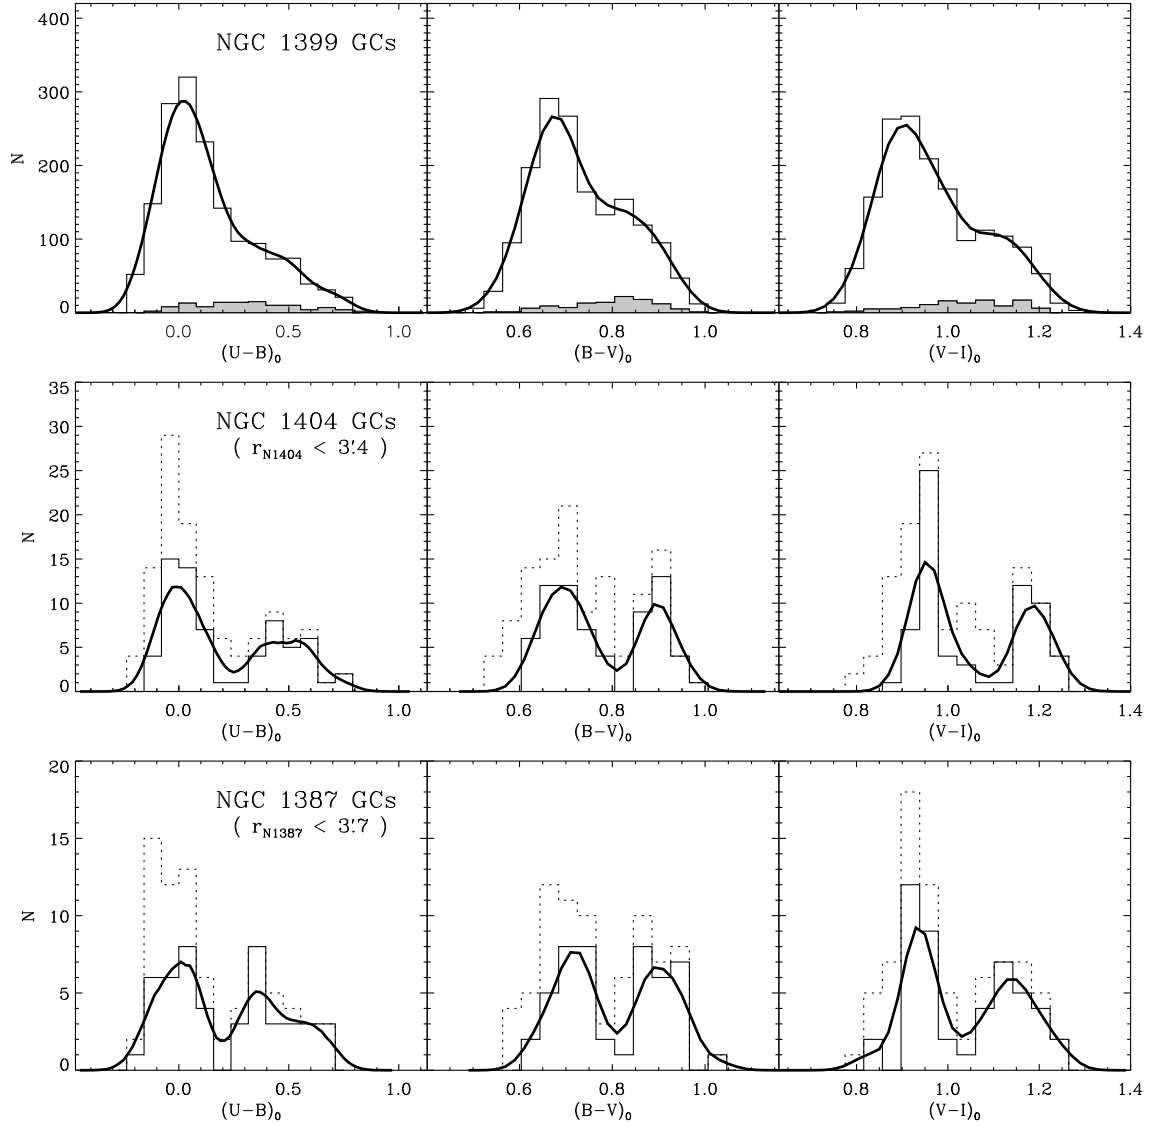 NGC 1399 GCs
400
300
200
100
0
N
0.0 0.5 1.0
0.6 0.8 1.0
0.8 1.0 1.2 1.4
(U−B)₀
(B−V)₀
(V−I)₀
NGC 1404 GCs
( rN1404 < 3′.4 )
35
30
25
20
15
10
5
0
N
0.0 0.5 1.0
0.6 0.8 1.0
0.8 1.0 1.2 1.4
(U−B)₀
(B−V)₀
(V−I)₀
NGC 1387 GCs
( rN1387 < 3′.7 )
20
15
10
5
0
N
0.0 0.5 1.0
0.6 0.8 1.0
0.8 1.0 1.2 1.4
(U−B)₀
(B−V)₀
(V−I)₀